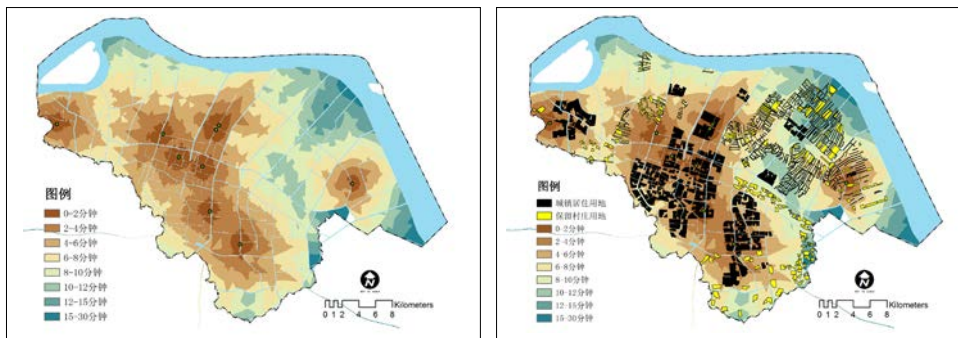 图例
0-2分钟
2-4分钟
4-6分钟
6-8分钟
8-10分钟
10-12分钟
12-15分钟
15-30分钟
Kilometers
0 1 2 4 6 8
图例
城镇居住用地
保留村庄用地
0-2分钟
2-4分钟
4-6分钟
6-8分钟
8-10分钟
10-12分钟
12-15分钟
15-30分钟
Kilometers
0 1 2 4 6 8